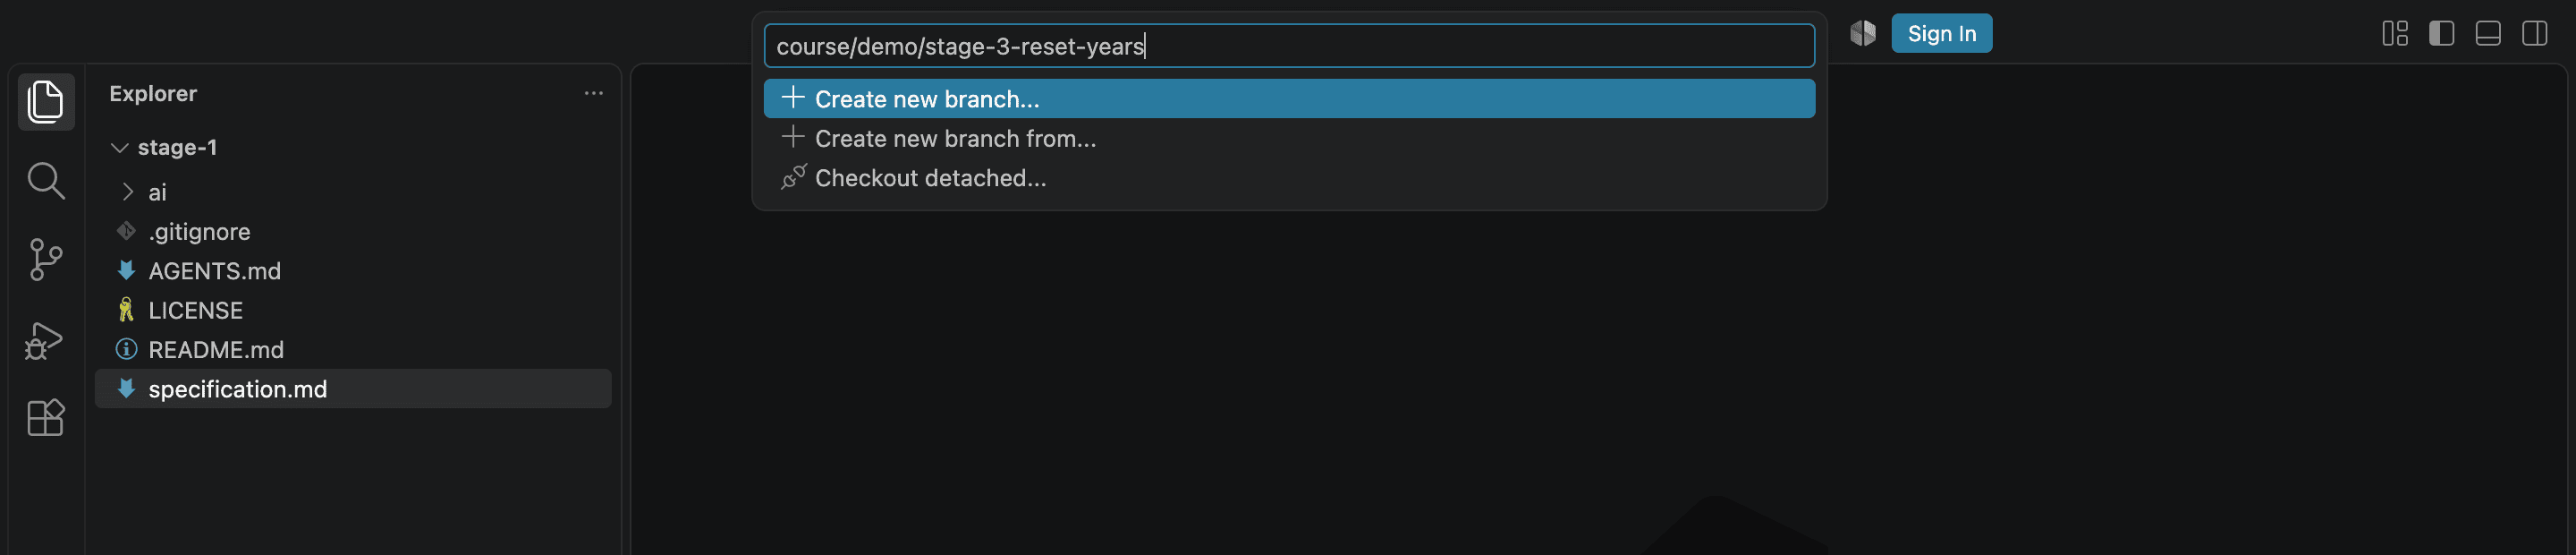 course/demo/stage-3-reset-years
Sign In
Create new branch...
Create new branch from...
Checkout detached...
Explorer
stage-1
ai
.gitignore
AGENTS.md
LICENSE
README.md
specification.md